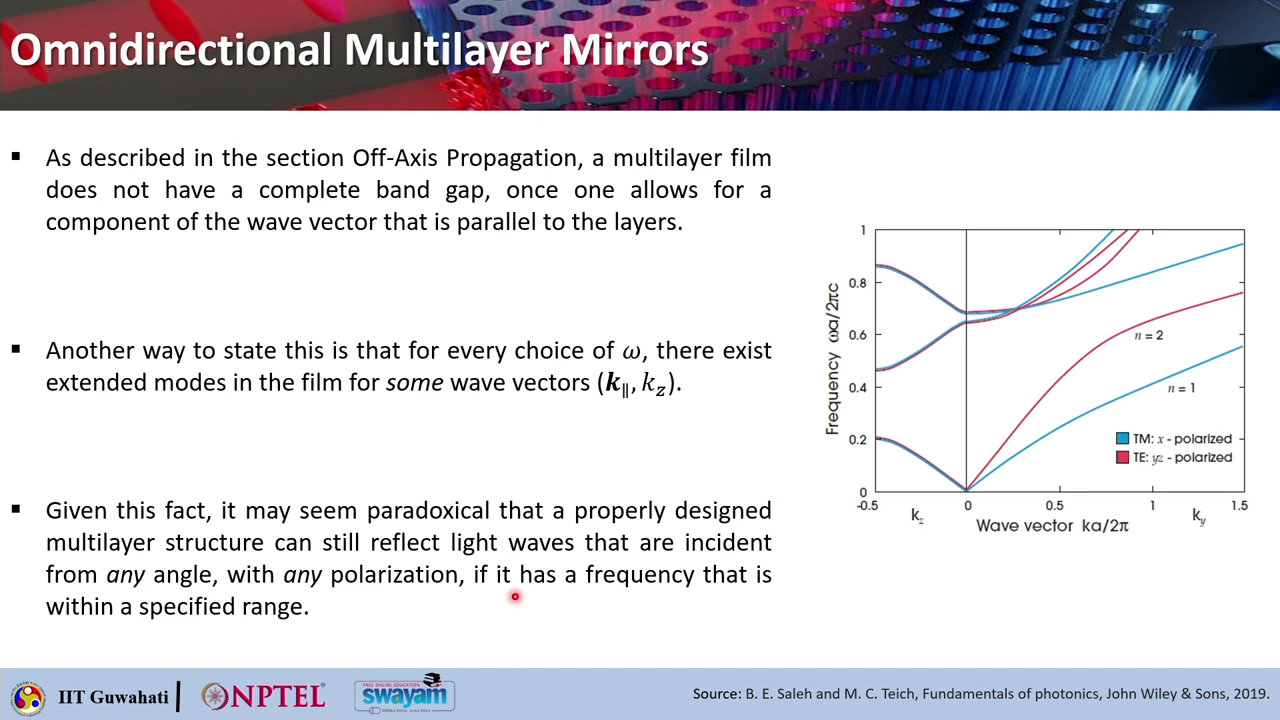 Omnidirectional Multilayer Mirrors
▪ As described in the section Off-Axis Propagation, a multilayer film
does not have a complete band gap, once one allows for a
component of the wave vector that is parallel to the layers.
▪ Another way to state this is that for every choice of ω, there exist
extended modes in the film for some wave vectors (k∥, kz).
▪ Given this fact, it may seem paradoxical that a properly designed
multilayer structure can still reflect light waves that are incident
from any angle, with any polarization, if it has a frequency that is
within a specified range.
Frequency ωa/2πc
1
0.8
0.6
0.4
0.2
0
n = 2
n = 1
TM: x - polarized
TE: yz - polarized
-0.5 0 0.5 1 1.5
kz ky
Wave vector ka/2π
IIT Guwahati
NPTEL
FREE ONLINE EDUCATION
swayam
Source: B. E. Saleh and M. C. Teich, Fundamentals of photonics, John Wiley & Sons, 2019.